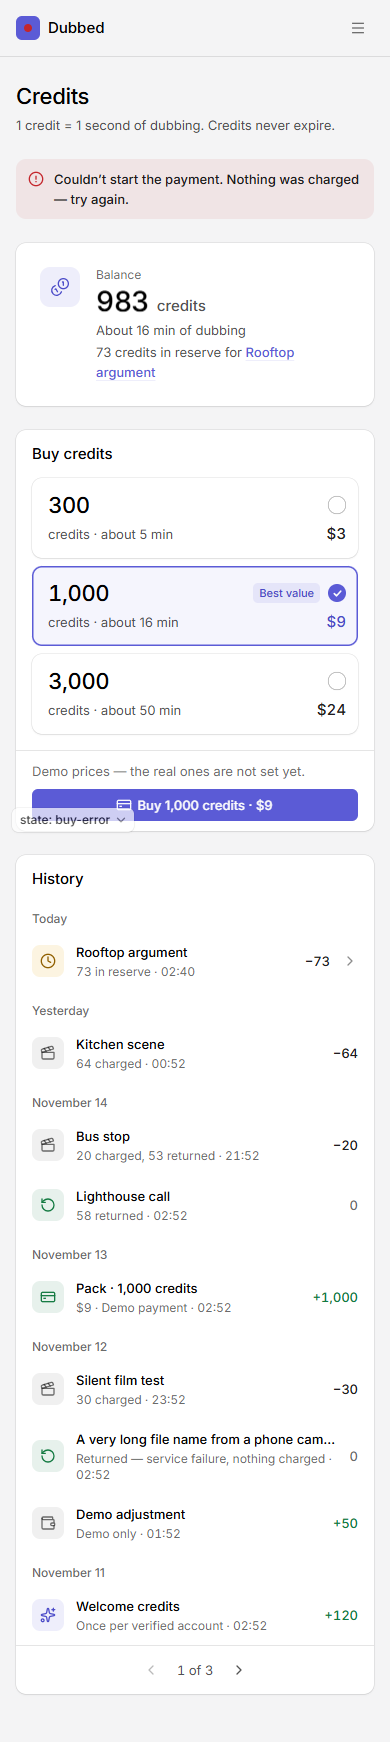 Dubbed
Credits
1 credit = 1 second of dubbing. Credits never expire.
Couldn’t start the payment. Nothing was charged
— try again.
Balance
983 credits
About 16 min of dubbing
73 credits in reserve for Rooftop
argument
Buy credits
300
credits · about 5 min
$3
1,000
Best value
credits · about 16 min
$9
3,000
credits · about 50 min
$24
Demo prices — the real ones are not set yet.
Buy 1,000 credits · $9
state: buy-error
History
Today
Rooftop argument
73 in reserve · 02:40
−73
Yesterday
Kitchen scene
64 charged · 00:52
−64
November 14
Bus stop
20 charged, 53 returned · 21:52
−20
Lighthouse call
58 returned · 02:52
0
November 13
Pack · 1,000 credits
$9 · Demo payment · 02:52
+1,000
November 12
Silent film test
30 charged · 23:52
−30
A very long file name from a phone cam...
Returned — service failure, nothing charged ·
02:52
0
Demo adjustment
Demo only · 01:52
+50
November 11
Welcome credits
Once per verified account · 02:52
+120
1 of 3